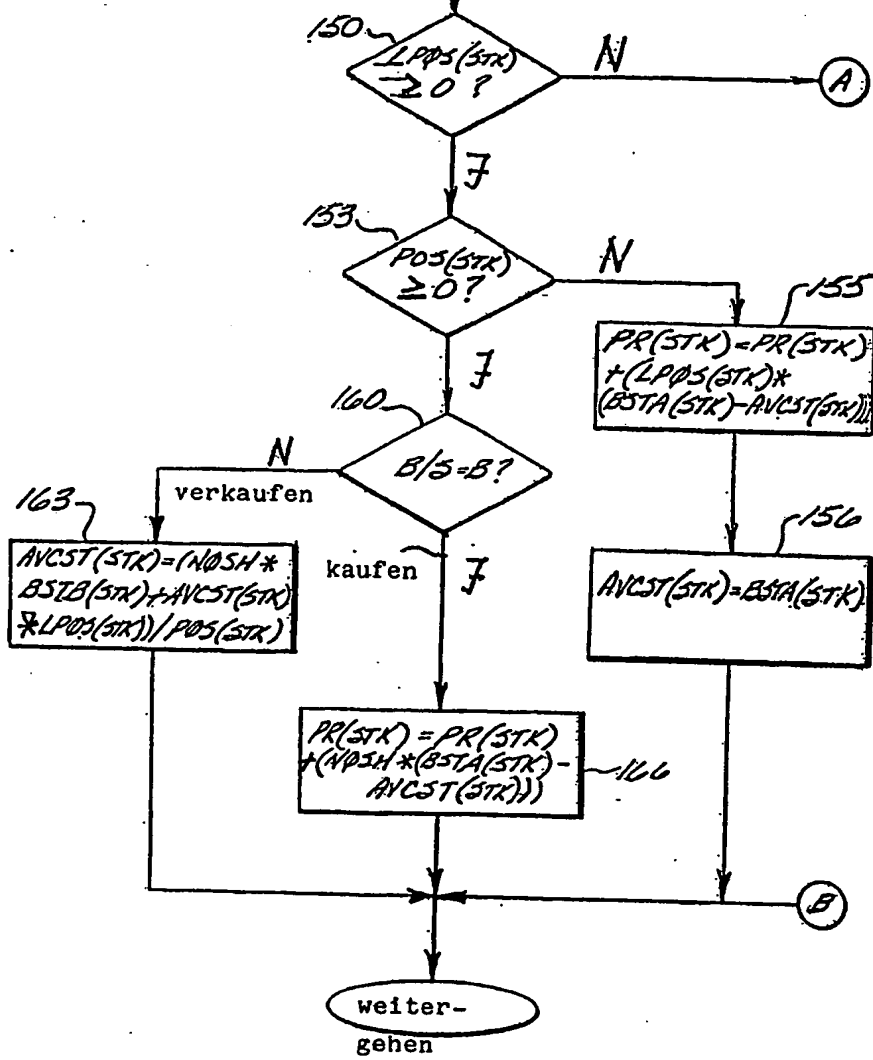 150
LPØS(STK)
≥0 ?
N
A
J
153
POS(STK)
≥0?
N
155
PR(STK)=PR(STK)
+(LPØS(STK)*
(BSTA(STK)-AVCST(STK)))
J
160
B/S=B?
N
verkaufen
163
AVCST(STK)=(NØSH*
BSTB(STK)+AVCST(STK)
*LPØS(STK))/POS(STK)
kaufen
J
156
AVCST(STK)=BSTA(STK)
PR(STK)=PR(STK)
+(NØSH*(BSTA(STK)-
AVCST(STK)))
166
B
weiter-
gehen